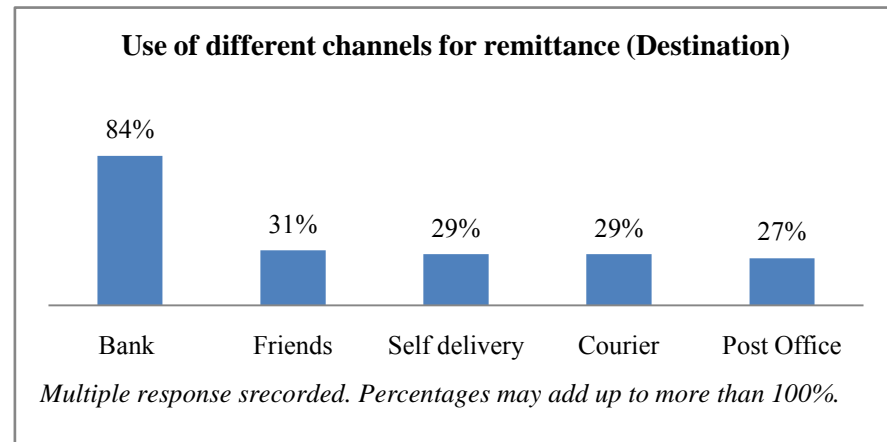 Use of different channels for remittance (Destination)
84%
31%
29%
29%
27%
Bank
Friends
Self delivery
Courier
Post Office
Multiple response srecorded. Percentages may add up to more than 100%.